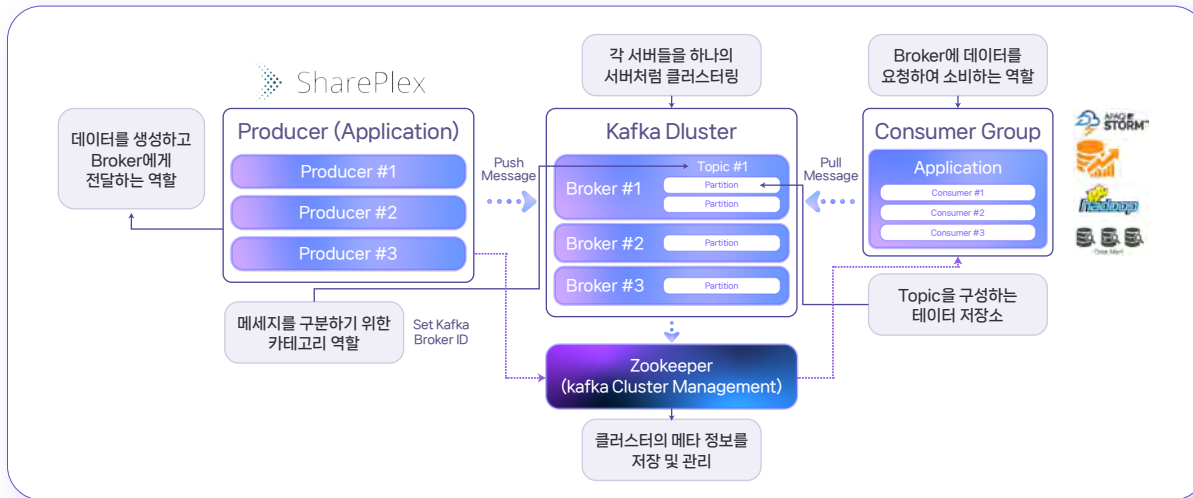 각 서버들을 하나의
서버처럼 클러스터링
Broker에 데이터를
요청하여 소비하는 역할
SharePlex
데이터를 생성하고
Broker에게
전달하는 역할
Producer (Application)
Producer #1
Producer #2
Producer #3
Push
Message
Kafka Dluster
Topic #1
Broker #1
Partition
Partition
Broker #2
Partition
Broker #3
Partition
Pull
Message
Consumer Group
Application
Consumer #1
Consumer #2
Consumer #3
STORM
hadoop
메세지를 구분하기 위한
카테고리 역할
Set Kafka
Broker ID
Topic을 구성하는
테이터 저장소
Zookeeper
(kafka Cluster Management)
클러스터의 메타 정보를
저장 및 관리